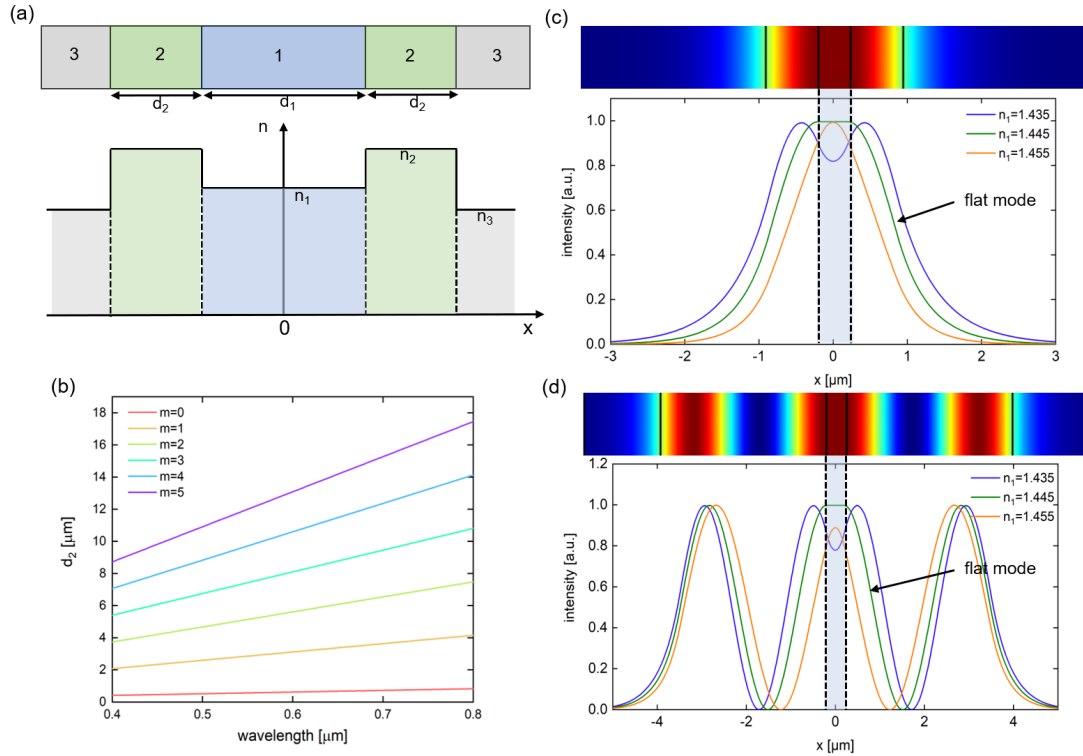 (a)
3 2 1 2 3
d₂ d₁ d₂
n
n₂
n₁
n₃
0 x
(b)
18
16
14
12
10
8
6
4
2
0
d₂ [μm]
m=0
m=1
m=2
m=3
m=4
m=5
0.4 0.5 0.6 0.7 0.8
wavelength [μm]
(c)
1.0
0.8
0.6
0.4
0.2
0.0
intensity [a.u.]
n₁=1.435
n₁=1.445
n₁=1.455
flat mode
-3 -2 -1 0 1 2 3
x [μm]
(d)
1.2
1.0
0.8
0.6
0.4
0.2
0.0
intensity [a.u.]
n₁=1.435
n₁=1.445
n₁=1.455
flat mode
-4 -2 0 2 4
x [μm]